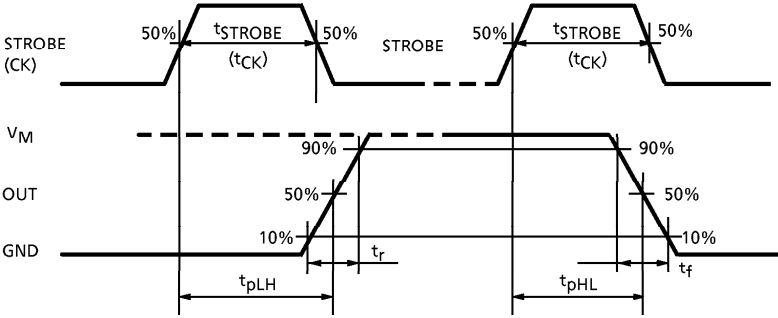 50% tSTROBE 50% STROBE 50% tSTROBE 50%
STROBE
(CK) (tCK) (tCK)
VM
90% 90%
OUT 50% 50%
10% 10%
GND tr tf
tpLH tpHL